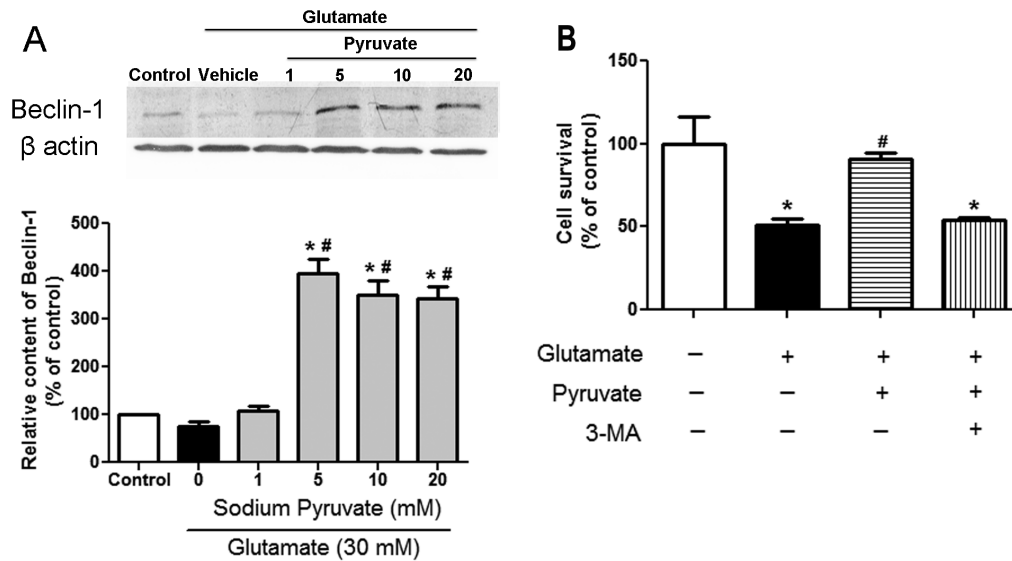 A
Glutamate
Pyruvate
Control Vehicle 1 5 10 20
Beclin-1
β actin
Relative content of Beclin-1
(% of control)
500
400
300
200
100
0
* #
* #
* #
Control 0 1 5 10 20
Sodium Pyruvate (mM)
Glutamate (30 mM)
B
Cell survival
(% of control)
150
100
50
0
*
#
*
Glutamate − + + +
Pyruvate − − + +
3-MA − − − +